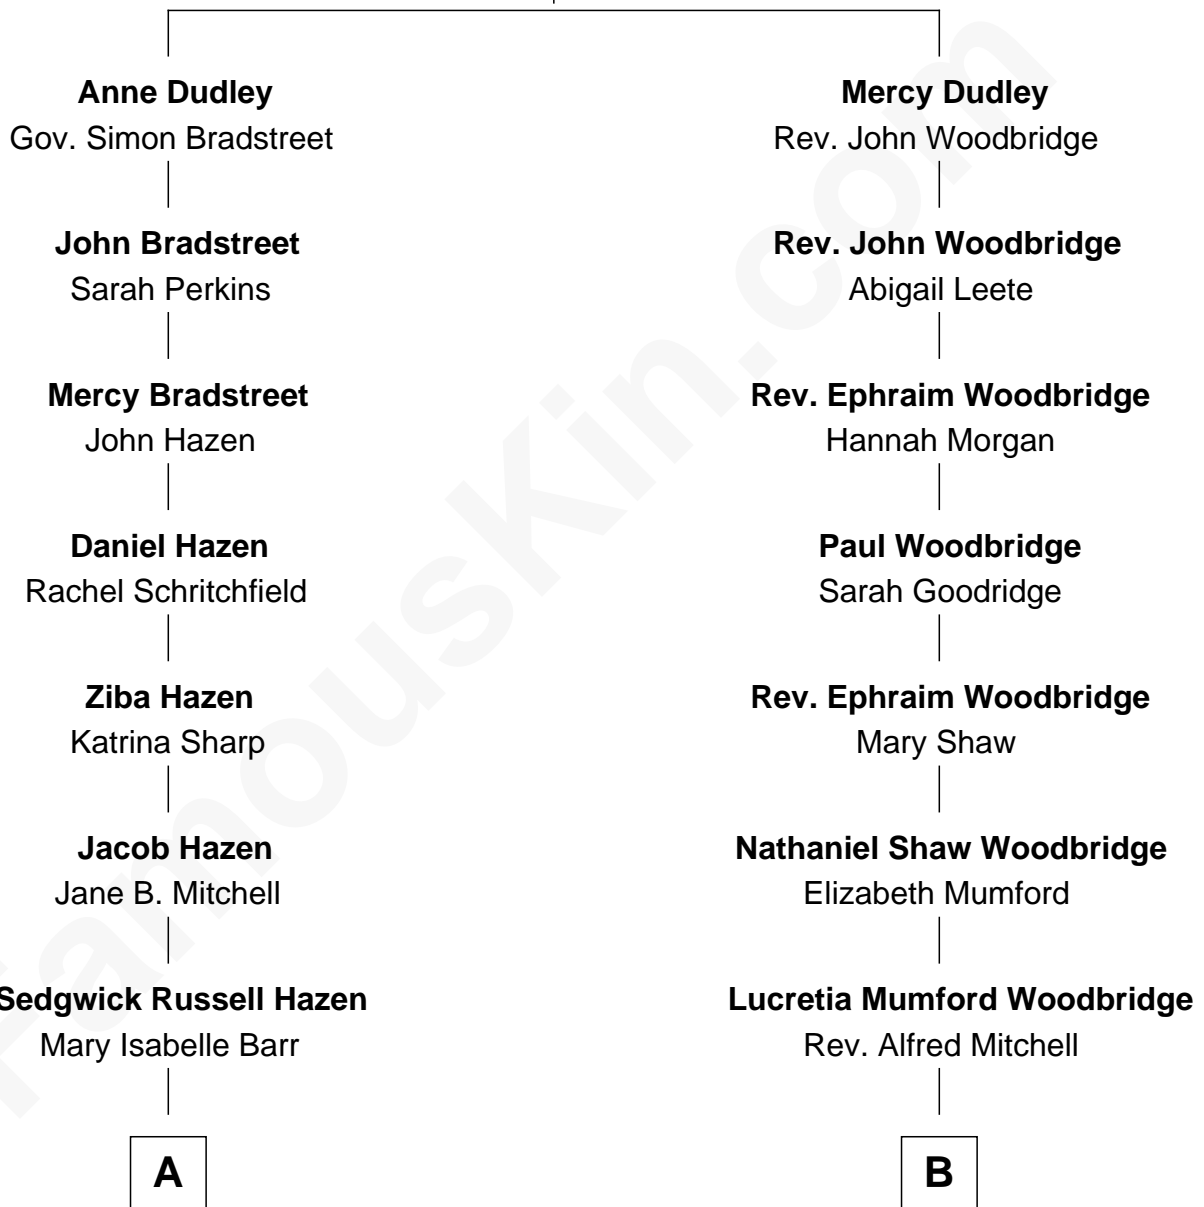 Anne Dudley
Gov. Simon Bradstreet
John Bradstreet
Sarah Perkins
Mercy Bradstreet
John Hazen
Daniel Hazen
Rachel Schritchfield
Ziba Hazen
Katrina Sharp
Jacob Hazen
Jane B. Mitchell
Sedgwick Russell Hazen
Mary Isabelle Barr
A
Mercy Dudley
Rev. John Woodbridge
Rev. John Woodbridge
Abigail Leete
Rev. Ephraim Woodbridge
Hannah Morgan
Paul Woodbridge
Sarah Goodridge
Rev. Ephraim Woodbridge
Mary Shaw
Nathaniel Shaw Woodbridge
Elizabeth Mumford
Lucretia Mumford Woodbridge
Rev. Alfred Mitchell
B
FamousKin.com